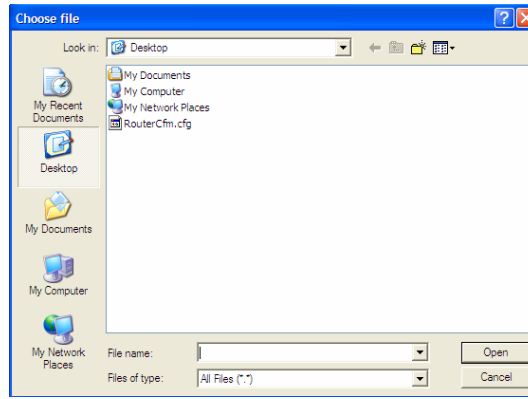 Choose file
Look in:
Desktop
My Recent
Documents
Desktop
My Documents
My Computer
My Network
Places
My Documents
My Computer
My Network Places
RouterCfm.cfg
File name:
Open
Files of type:
All Files (*.*)
Cancel